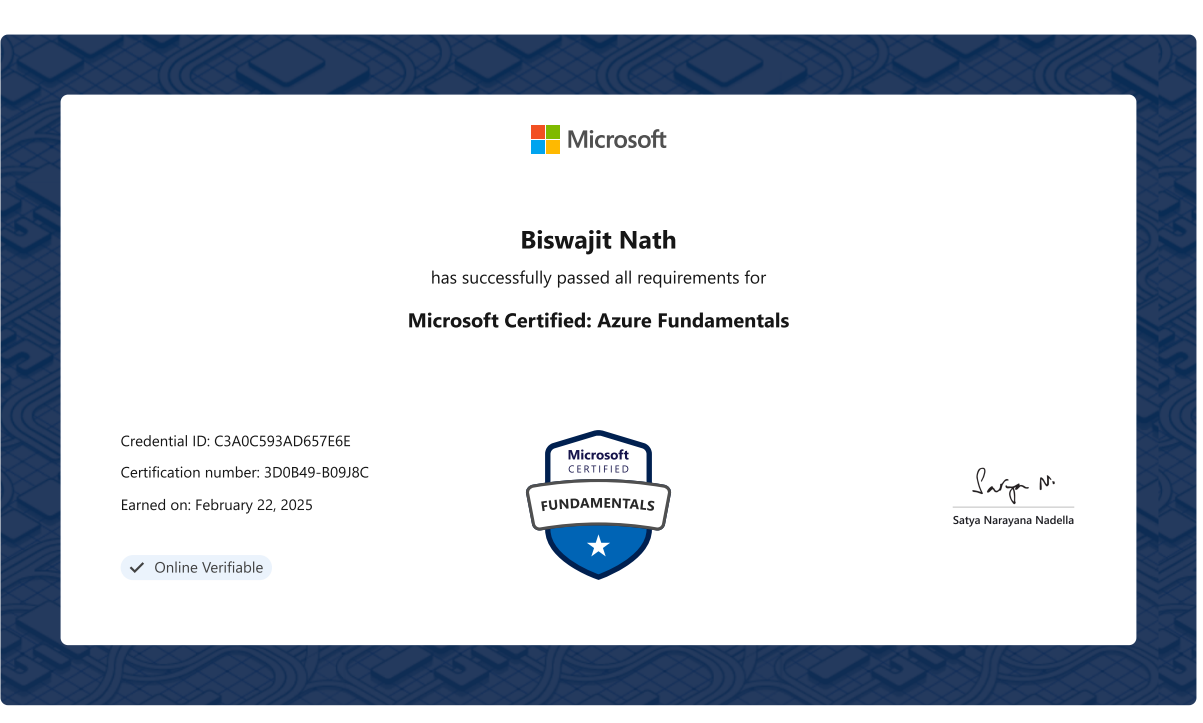 Microsoft
Biswajit Nath
has successfully passed all requirements for
Microsoft Certified: Azure Fundamentals
Credential ID: C3A0C593AD657E6E
Certification number: 3D0B49-B09J8C
Earned on: February 22, 2025
Online Verifiable
Microsoft
CERTIFIED
FUNDAMENTALS
Satya N.
Satya Narayana Nadella